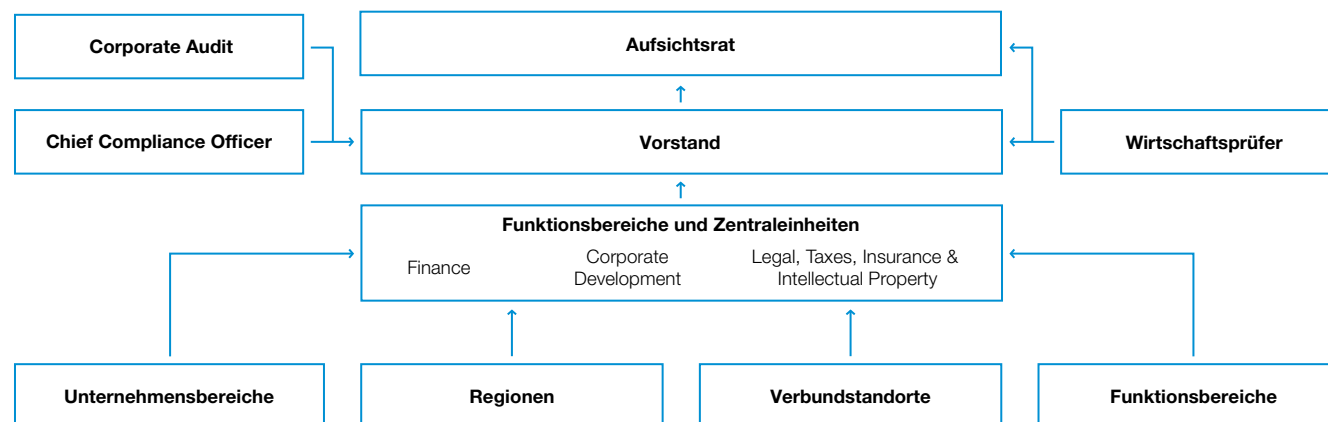 Corporate Audit
Aufsichtsrat
Chief Compliance Officer
Vorstand
Wirtschaftsprüfer
Funktionsbereiche und Zentraleinheiten
Finance
Corporate
Development
Legal, Taxes, Insurance &
Intellectual Property
Unternehmensbereiche
Regionen
Verbundstandorte
Funktionsbereiche